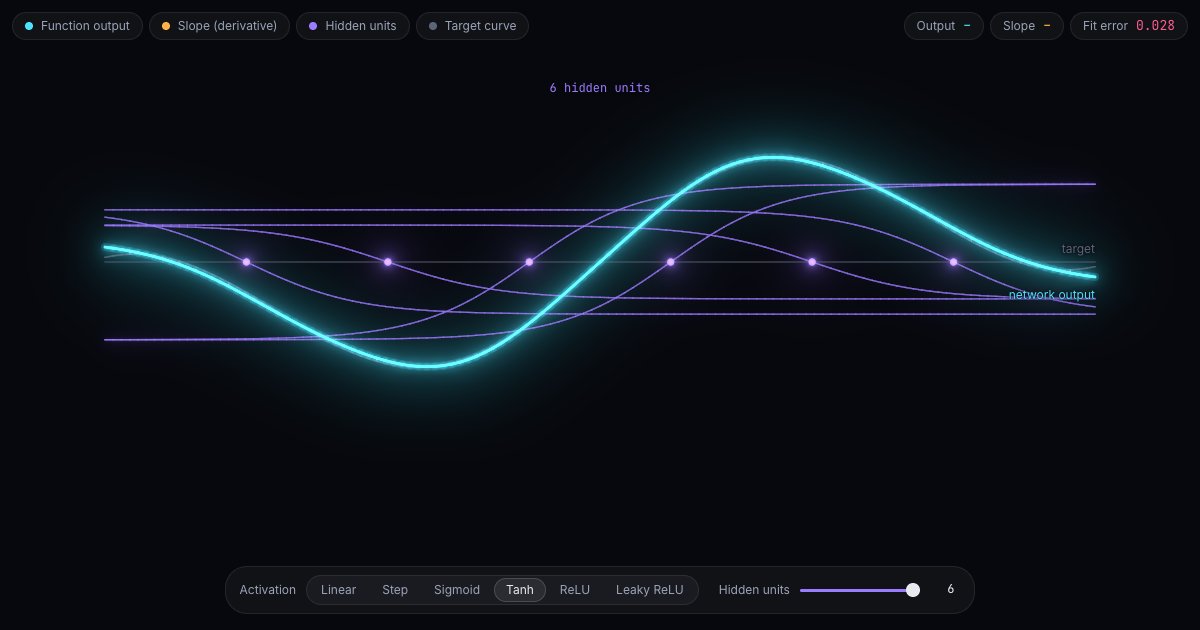 Function output
Slope (derivative)
Hidden units
Target curve
Output –
Slope –
Fit error 0.028
6 hidden units
target
network output
Activation
Linear
Step
Sigmoid
Tanh
ReLU
Leaky ReLU
Hidden units
6